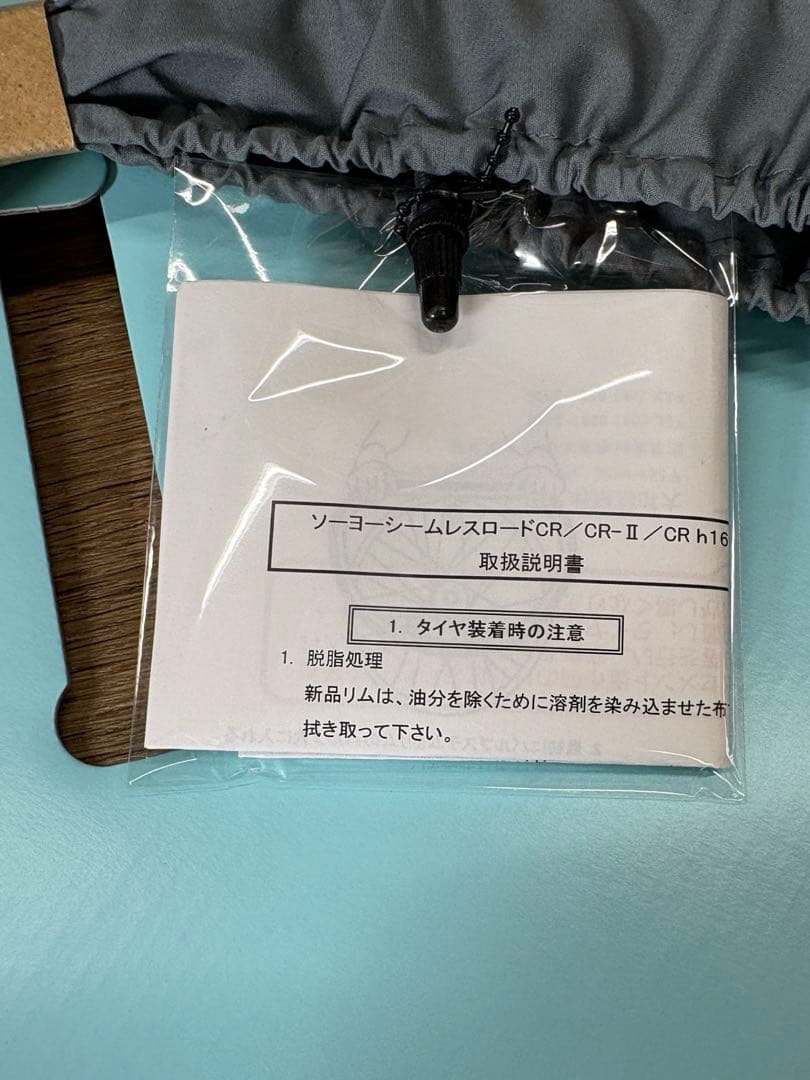 ソーヨーシームレスロードCR／CR-Ⅱ／CR h16
取扱説明書
1. タイヤ装着時の注意
1. 脱脂処理
新品リムは、油分を除くために溶剤を染み込ませた布
拭き取って下さい。